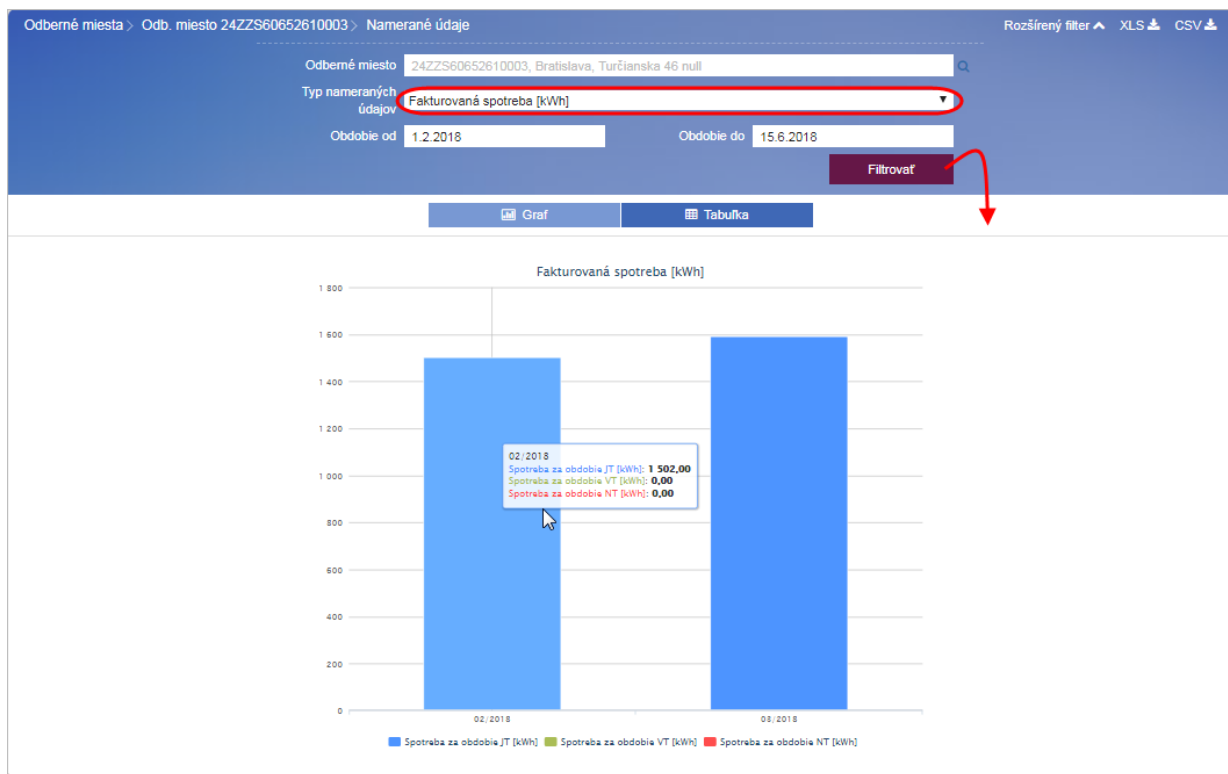 Odberné miesta > Odb. miesto 24ZZS60652610003 > Namerané údaje
Rozšírený filter XLS CSV
Odberné miesto 24ZZS60652610003, Bratislava, Turčianska 46 null
Typ nameraných údajov Fakturovaná spotreba [kWh]
Obdobie od 1.2.2018 Obdobie do 15.6.2018
Filtrovať
Graf Tabuľka
Fakturovaná spotreba [kWh]
1 800
1 600
1 400
1 200
1 000
800
600
400
200
0
02/2018
Spotreba za obdobie JT [kWh]: 1 502,00
Spotreba za obdobie VT [kWh]: 0,00
Spotreba za obdobie NT [kWh]: 0,00
02/2018 03/2018
Spotreba za obdobie JT [kWh] Spotreba za obdobie VT [kWh] Spotreba za obdobie NT [kWh]